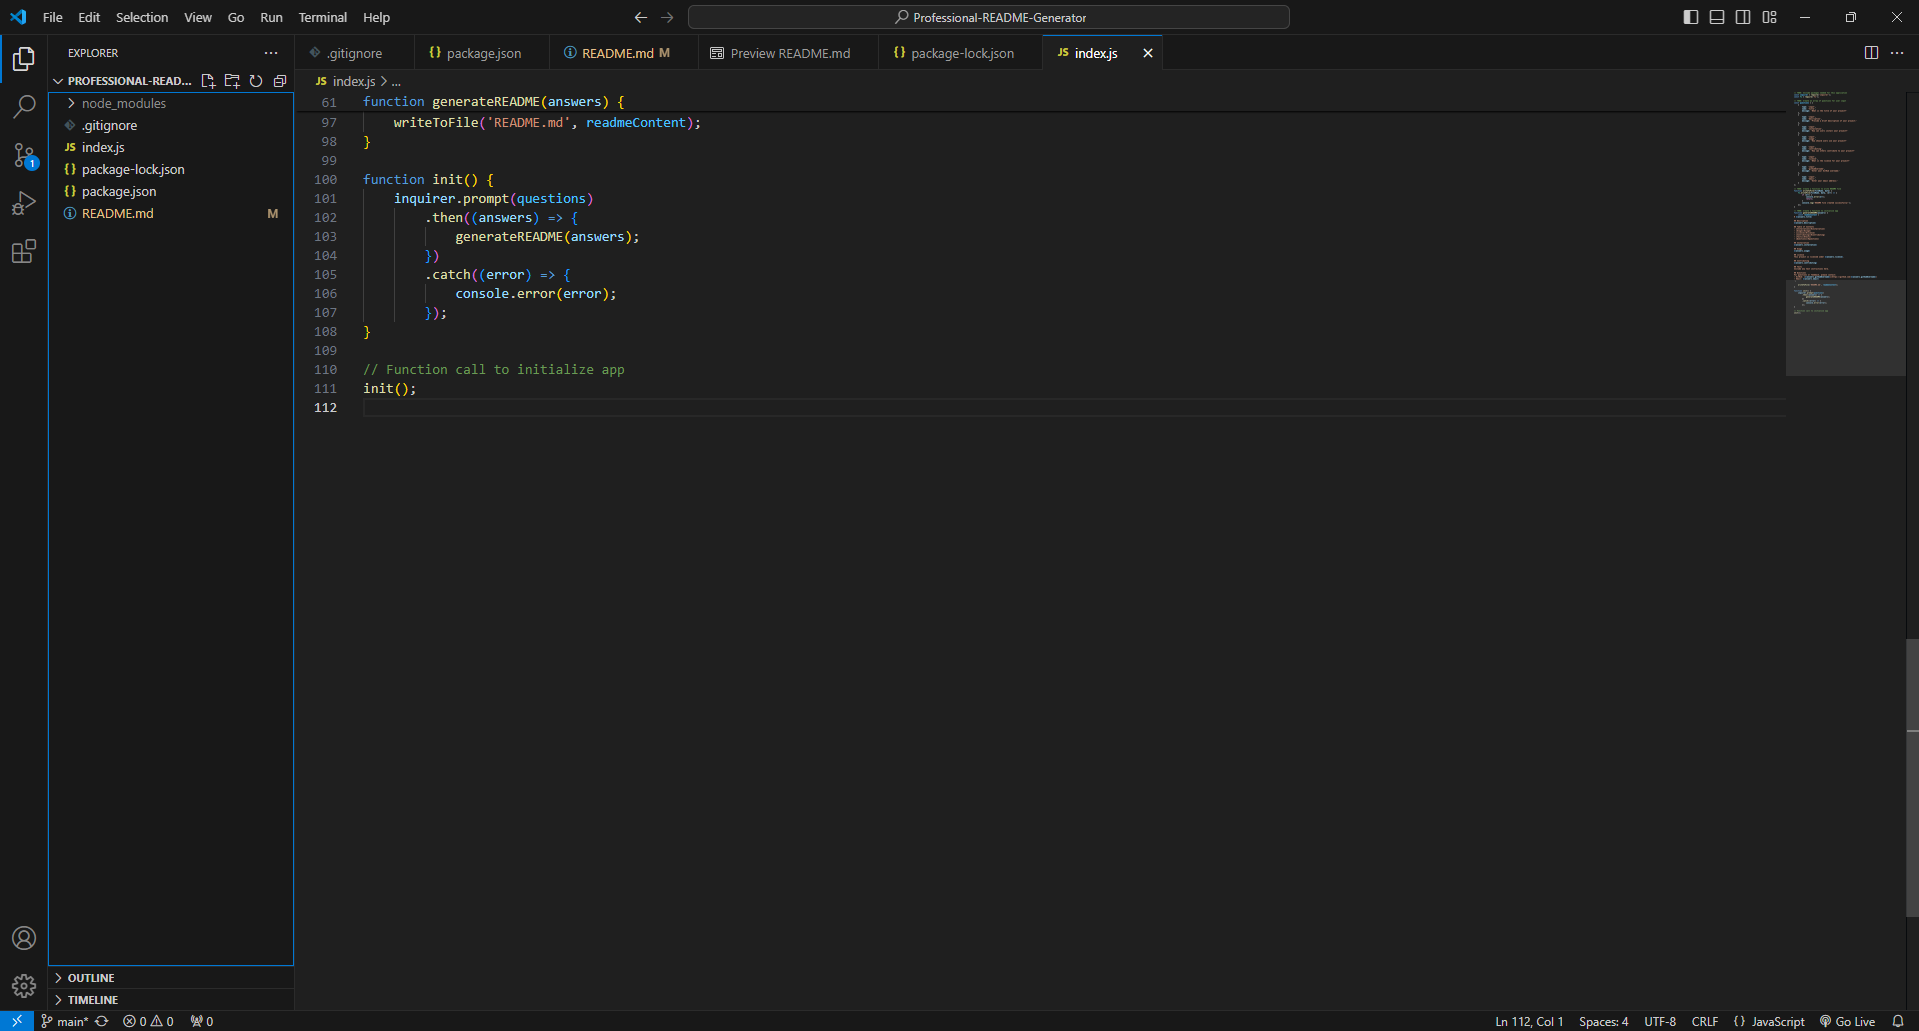 File Edit Selection View Go Run Terminal Help
Professional-README-Generator
EXPLORER
.gitignore
package.json
README.md M
Preview README.md
package-lock.json
JS index.js
PROFESSIONAL-READ...
node_modules
.gitignore
JS index.js
package-lock.json
package.json
README.md M
JS index.js > ...
61 function generateREADME(answers) {
97 writeToFile('README.md', readmeContent);
98 }
99
100 function init() {
101 inquirer.prompt(questions)
102 .then((answers) => {
103 generateREADME(answers);
104 })
105 .catch((error) => {
106 console.error(error);
107 });
108 }
109
110 // Function call to initialize app
111 init();
112
1
OUTLINE
TIMELINE
main* 0 0 0
Ln 112, Col 1 Spaces: 4 UTF-8 CRLF { } JavaScript Go Live